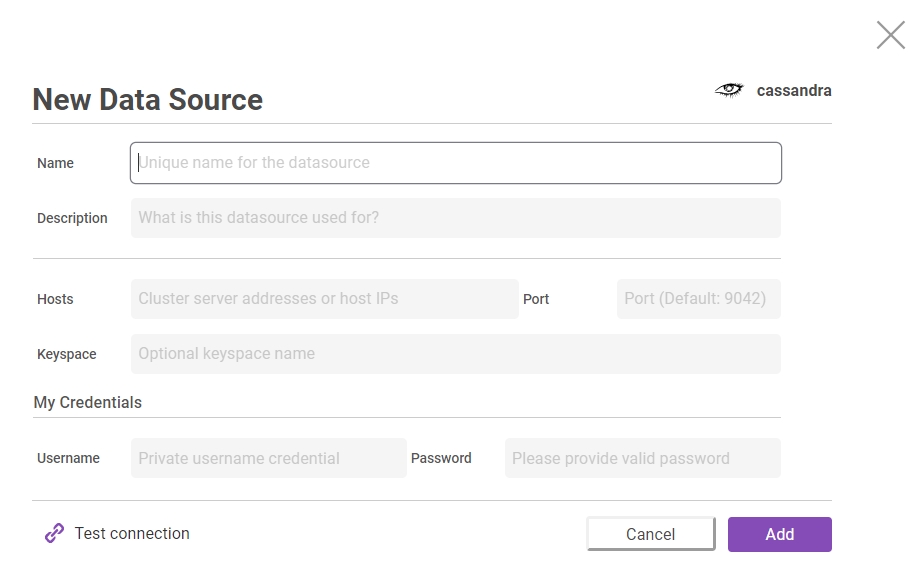 New Data Source
cassandra
Name Unique name for the datasource
Description What is this datasource used for?
Hosts Cluster server addresses or host IPs Port Port (Default: 9042)
Keyspace Optional keyspace name
My Credentials
Username Private username credential Password Please provide valid password
Test connection Cancel Add